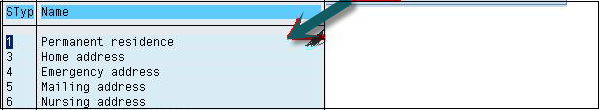 STyp Name
1 Permanent residence
3 Home address
4 Emergency address
5 Mailing address
6 Nursing address